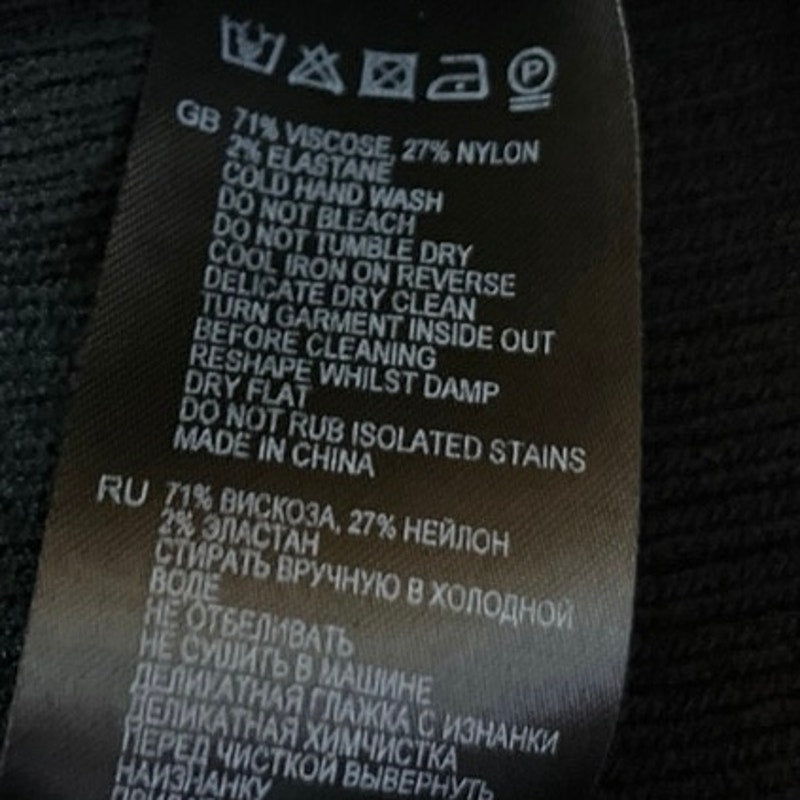 GB 71% VISCOSE, 27% NYLON
2% ELASTANE
COLD HAND WASH
DO NOT BLEACH
DO NOT TUMBLE DRY
COOL IRON ON REVERSE
DELICATE DRY CLEAN
TURN GARMENT INSIDE OUT
BEFORE CLEANING
RESHAPE WHILST DAMP
DRY FLAT
DO NOT RUB ISOLATED STAINS
MADE IN CHINA
RU 71% ВИСКОЗА, 27% НЕЙЛОН
2% ЭЛАСТАН
СТИРАТЬ ВРУЧНУЮ В ХОЛОДНОЙ
ВОДЕ
НЕ ОТБЕЛИВАТЬ
НЕ СУШИТЬ В МАШИНЕ
ДЕЛИКАТНАЯ ГЛАЖКА С ИЗНАНКИ
ДЕЛИКАТНАЯ ХИМЧИСТКА
ПЕРЕД ЧИСТКОЙ ВЫВЕРНУТЬ
НАИЗНАНКУ